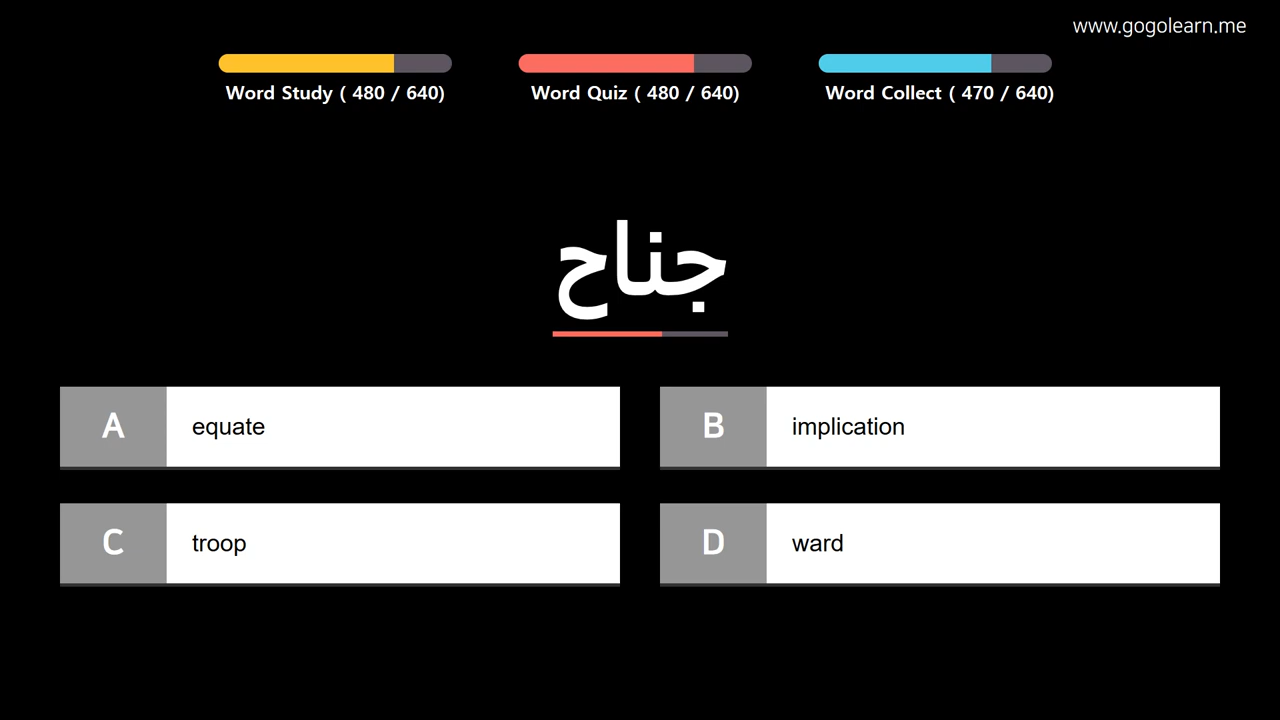 www.gogolearn.me
Word Study ( 480 / 640)
Word Quiz ( 480 / 640)
Word Collect ( 470 / 640)
جناح
A equate
B implication
C troop
D ward